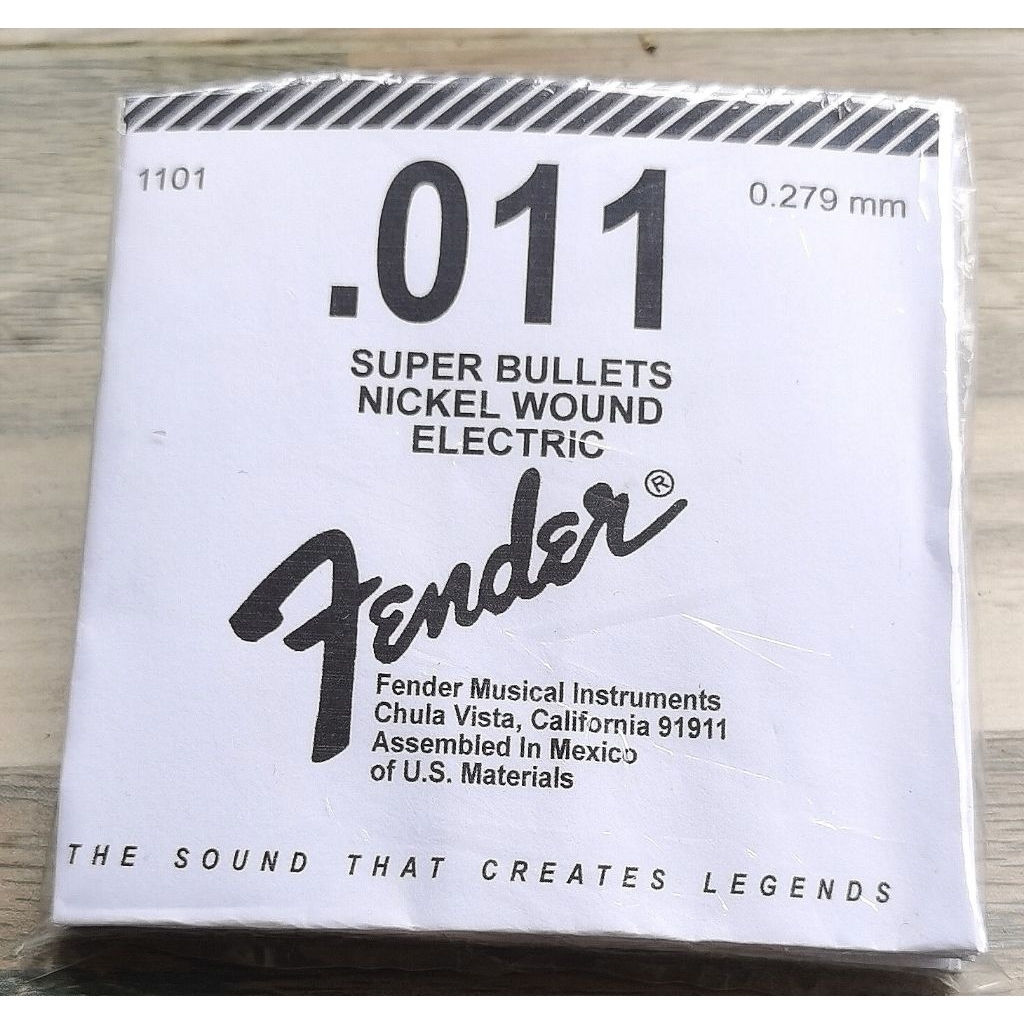 1101
.011
0.279 mm
SUPER BULLETS
NICKEL WOUND
ELECTRIC
Fender®
Fender Musical Instruments
Chula Vista, California 91911
Assembled In Mexico
of U.S. Materials
THE SOUND THAT CREATES LEGENDS